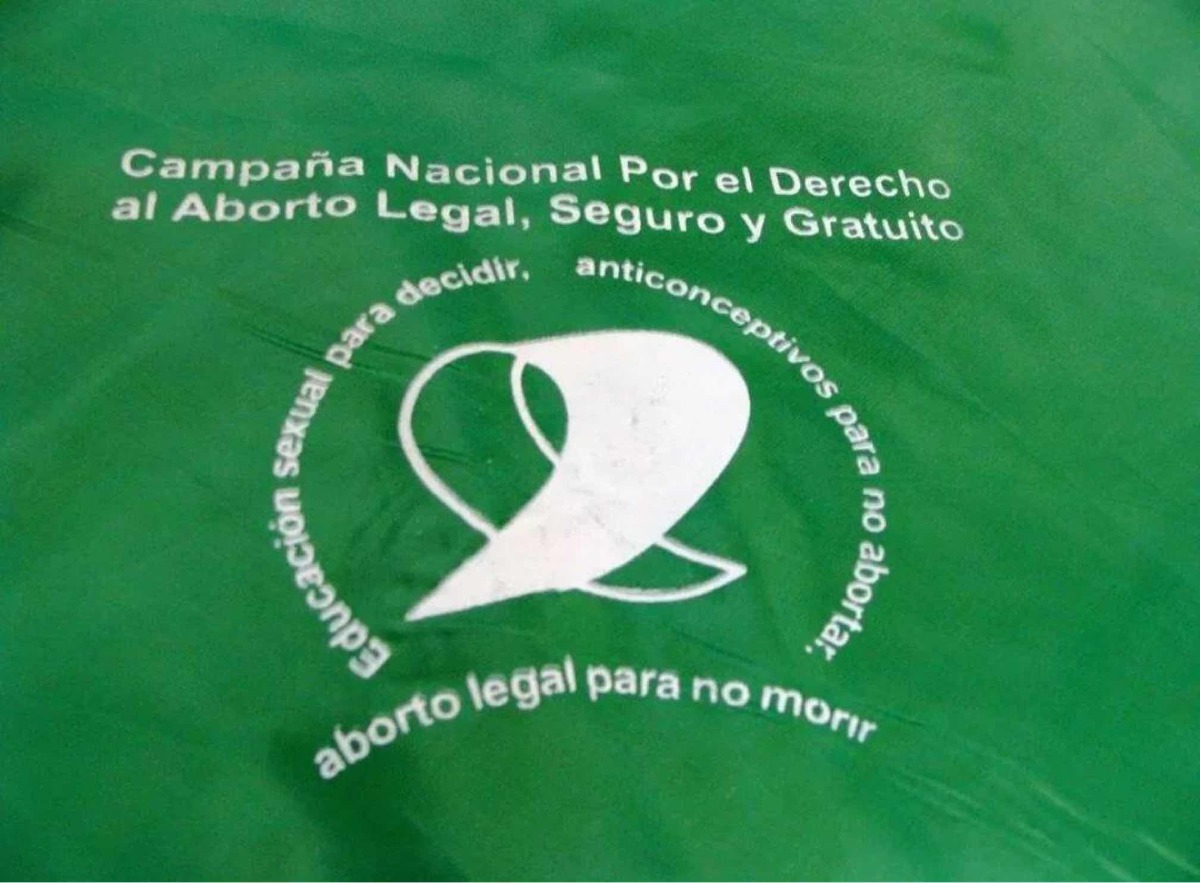 Campaña Nacional Por el Derecho
al Aborto Legal, Seguro y Gratuito
Educación sexual para decidir,
anticonceptivos para no abortar,
aborto legal para no morir